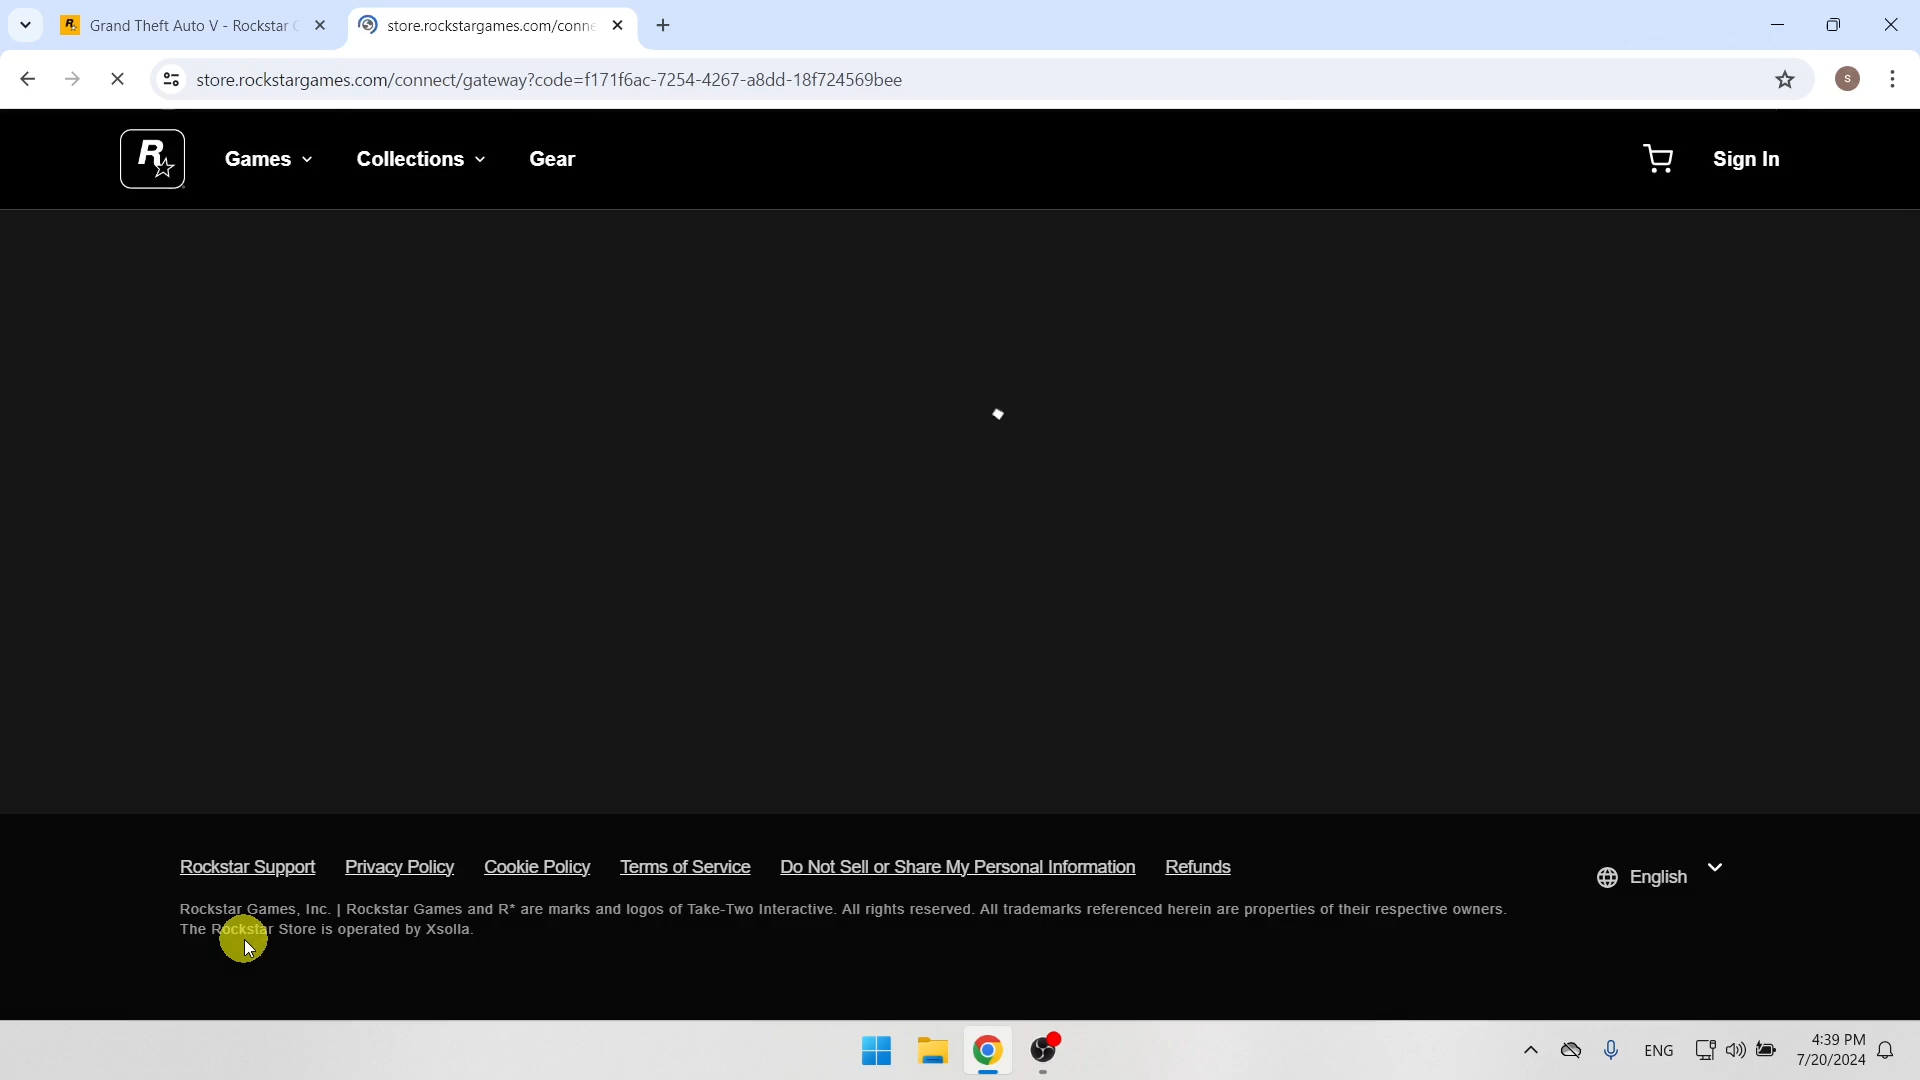 Grand Theft Auto V - Rockstar
store.rockstargames.com/conne
store.rockstargames.com/connect/gateway?code=f171f6ac-7254-4267-a8dd-18f724569bee
S
R
Games
Collections
Gear
Sign In
Rockstar Support
Privacy Policy
Cookie Policy
Terms of Service
Do Not Sell or Share My Personal Information
Refunds
English
Rockstar Games, Inc. | Rockstar Games and R* are marks and logos of Take-Two Interactive. All rights reserved. All trademarks referenced herein are properties of their respective owners.
The Rockstar Store is operated by Xsolla.
ENG
4:39 PM
7/20/2024